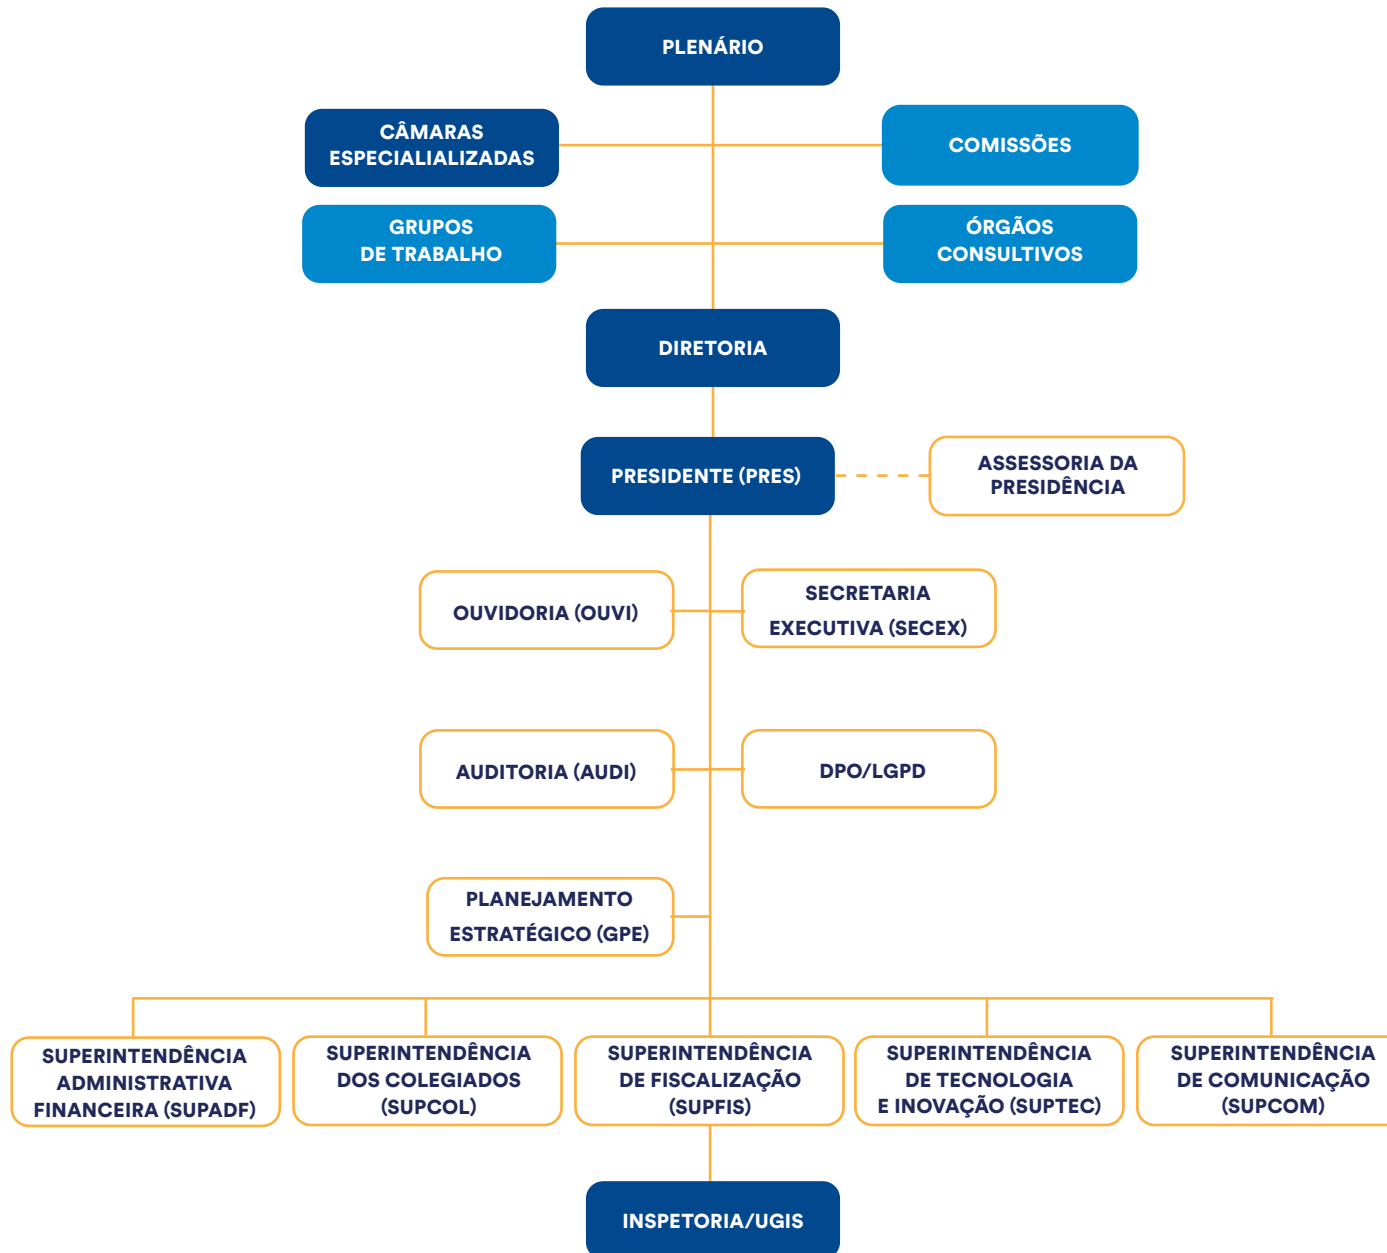 PLENÁRIO
CÂMARAS
ESPECIALIALIZADAS
COMISSÕES
GRUPOS
DE TRABALHO
ÓRGÃOS
CONSULTIVOS
DIRETORIA
PRESIDENTE (PRES)
ASSESSORIA DA
PRESIDÊNCIA
OUVIDORIA (OUVI)
SECRETARIA
EXECUTIVA (SECEX)
AUDITORIA (AUDI)
DPO/LGPD
PLANEJAMENTO
ESTRATÉGICO (GPE)
SUPERINTENDÊNCIA
ADMINISTRATIVA
FINANCEIRA (SUPADF)
SUPERINTENDÊNCIA
DOS COLEGIADOS
(SUPCOL)
SUPERINTENDÊNCIA
DE FISCALIZAÇÃO
(SUPFIS)
SUPERINTENDÊNCIA
DE TECNOLOGIA
E INOVAÇÃO (SUPTEC)
SUPERINTENDÊNCIA
DE COMUNICAÇÃO
(SUPCOM)
INSPETORIA/UGIS